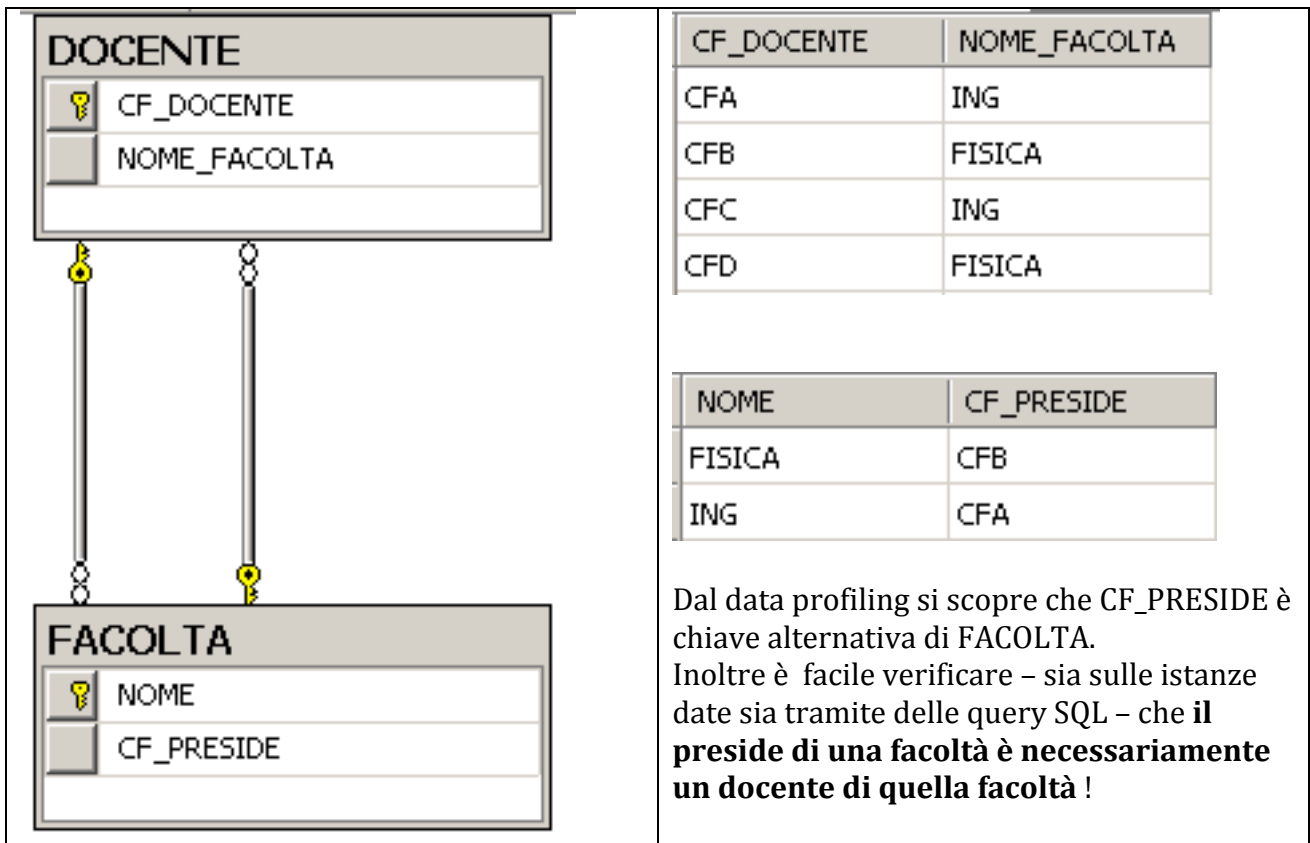 DOCENTE
CF_DOCENTE
NOME_FACOLTA
FACOLTA
NOME
CF_PRESIDE
CF_DOCENTE NOME_FACOLTA
CFA ING
CFB FISICA
CFC ING
CFD FISICA
NOME CF_PRESIDE
FISICA CFB
ING CFA
Dal data profiling si scopre che CF_PRESIDE è
chiave alternativa di FACOLTA.
Inoltre è facile verificare – sia sulle istanze
date sia tramite delle query SQL – che il
preside di una facoltà è necessariamente
un docente di quella facoltà !